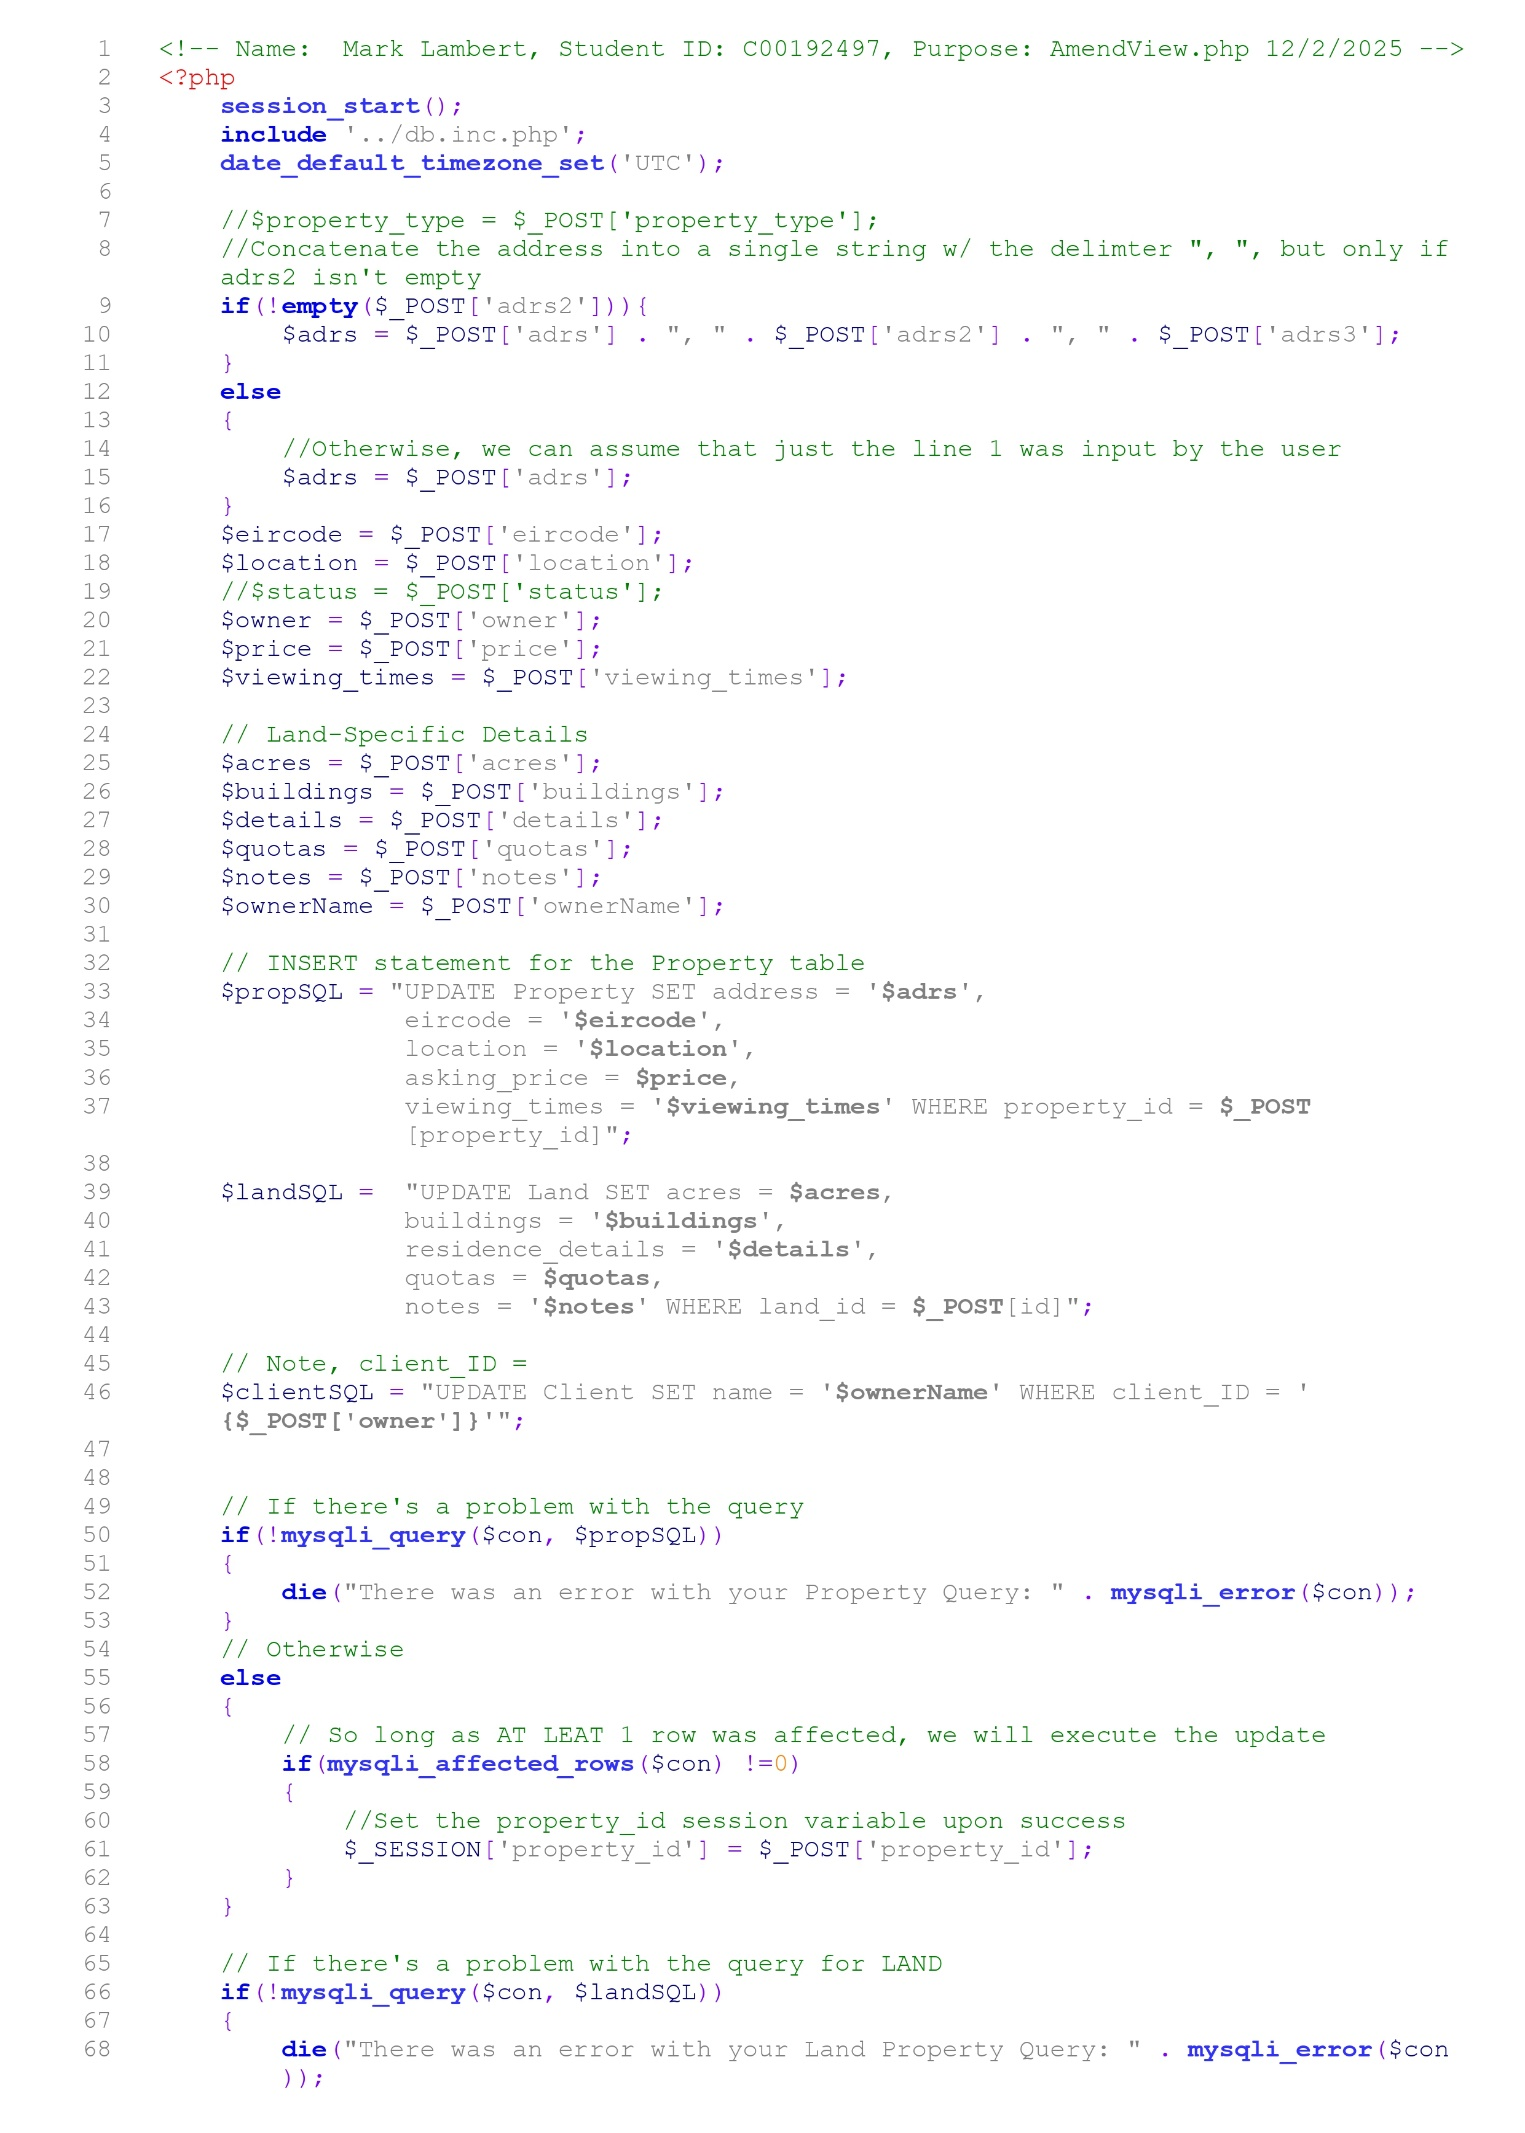 1 <!-- Name:  Mark Lambert, Student ID: C00192497, Purpose: AmendView.php 12/2/2025 -->
2 <?php
3     session_start();
4     include '../db.inc.php';
5     date_default_timezone_set('UTC');
6
7     //$property_type = $_POST['property_type'];
8     //Concatenate the address into a single string w/ the delimter ", ", but only if
adrs2 isn't empty
9     if(!empty($_POST['adrs2'])){
10         $adrs = $_POST['adrs'] . ", " . $_POST['adrs2'] . ", " . $_POST['adrs3'];
11     }
12     else
13     {
14         //Otherwise, we can assume that just the line 1 was input by the user
15         $adrs = $_POST['adrs'];
16     }
17     $eircode = $_POST['eircode'];
18     $location = $_POST['location'];
19     //$status = $_POST['status'];
20     $owner = $_POST['owner'];
21     $price = $_POST['price'];
22     $viewing_times = $_POST['viewing_times'];
23
24     // Land-Specific Details
25     $acres = $_POST['acres'];
26     $buildings = $_POST['buildings'];
27     $details = $_POST['details'];
28     $quotas = $_POST['quotas'];
29     $notes = $_POST['notes'];
30     $ownerName = $_POST['ownerName'];
31
32     // INSERT statement for the Property table
33     $propSQL = "UPDATE Property SET address = '$adrs',
34                 eircode = '$eircode',
35                 location = '$location',
36                 asking_price = $price,
37                 viewing_times = '$viewing_times' WHERE property_id = $_POST
[property_id]";
38
39     $landSQL =  "UPDATE Land SET acres = $acres,
40                 buildings = '$buildings',
41                 residence_details = '$details',
42                 quotas = $quotas,
43                 notes = '$notes' WHERE land_id = $_POST[id]";
44
45     // Note, client_ID =
46     $clientSQL = "UPDATE Client SET name = '$ownerName' WHERE client_ID = '
{$_POST['owner']}'";
47
48
49     // If there's a problem with the query
50     if(!mysqli_query($con, $propSQL))
51     {
52         die("There was an error with your Property Query: " . mysqli_error($con));
53     }
54     // Otherwise
55     else
56     {
57         // So long as AT LEAT 1 row was affected, we will execute the update
58         if(mysqli_affected_rows($con) !=0)
59         {
60             //Set the property_id session variable upon success
61             $_SESSION['property_id'] = $_POST['property_id'];
62         }
63     }
64
65     // If there's a problem with the query for LAND
66     if(!mysqli_query($con, $landSQL))
67     {
68         die("There was an error with your Land Property Query: " . mysqli_error($con
));